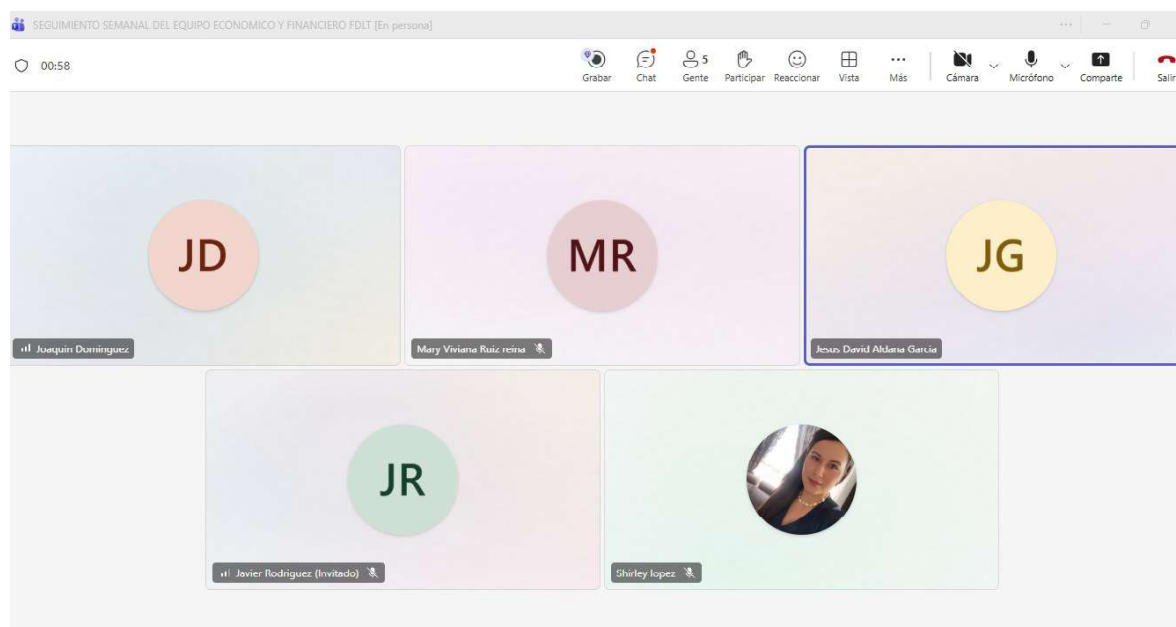 SEGUIMIENTO SEMANAL DEL EQUIPO ECONOMICO Y FINANCIERO FDLT [En persona]
00:58
5
Grabar Chat Gente Participar Reaccionar Vista Más Cámara Micrófono Comparte Salir
JD MR JG
Joaquin Dominguez Mary Viviana Ruiz reina Jesus David Aldana Garcia
JR
Javier Rodriguez (Invitado) Shirley lopez